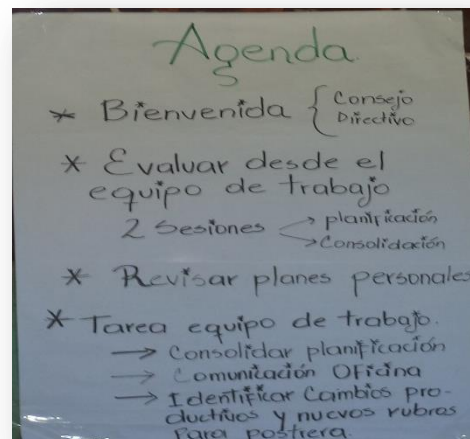 Agenda
* Bienvenida { Consejo
Directivo
* Evaluar desde el
equipo de trabajo
2 Sesiones → planificación
→ Consolidación
* Revisar planes personales
* Tarea equipo de trabajo.
→ Consolidar planificación
→ Comunicación Oficina
→ Identificar Cambios pro-
ductivos y nuevos rubros
Para postrera.